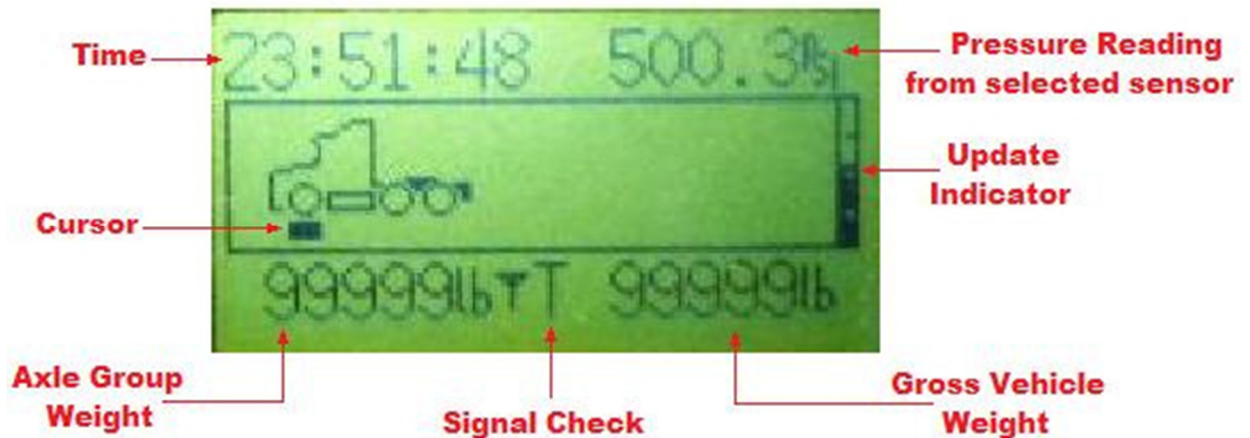 Time
23:51:48
500.3
Pressure Reading
from selected sensor
Update
Indicator
Cursor
99999lb
T
99999lb
Axle Group
Weight
Signal Check
Gross Vehicle
Weight